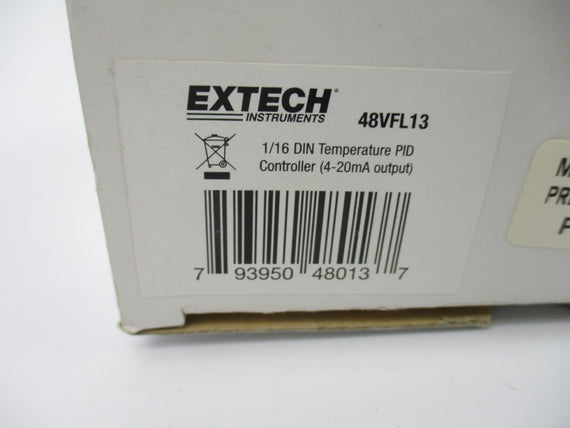 EXTECH®
INSTRUMENTS
48VFL13
1/16 DIN Temperature PID
Controller (4-20mA output)
7 93950 48013 7